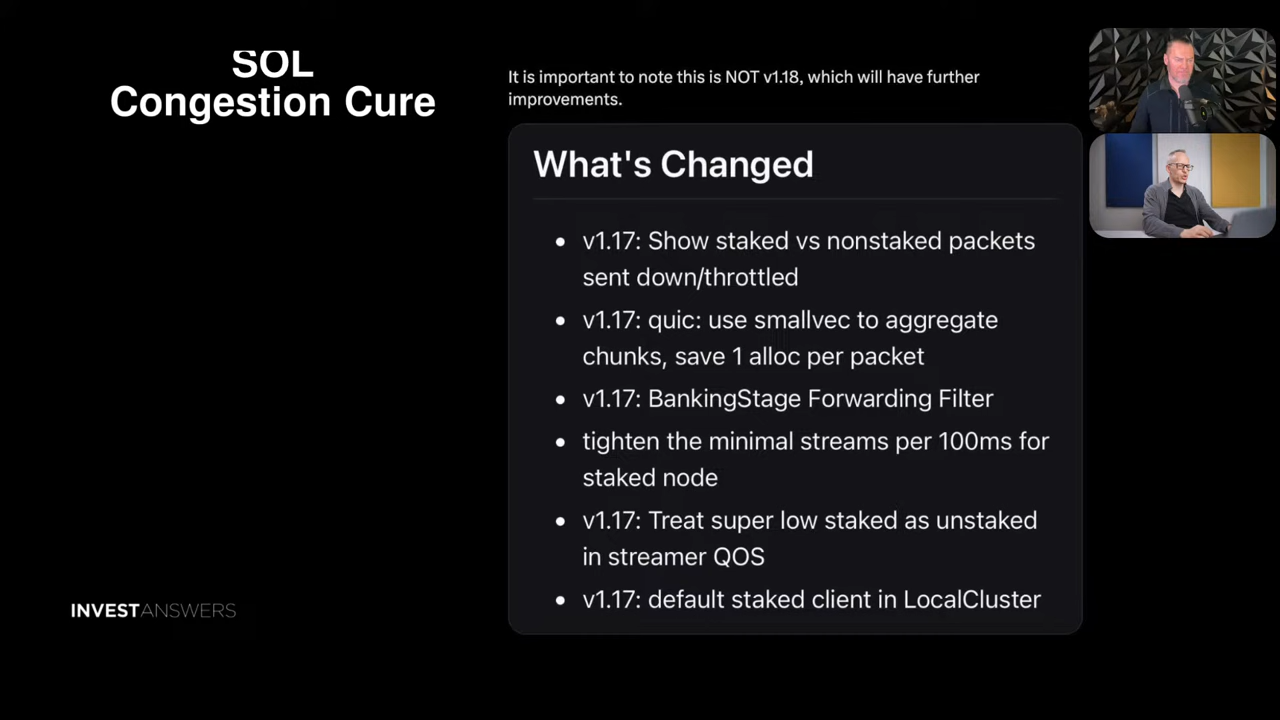 SOL
Congestion Cure
It is important to note this is NOT v1.18, which will have further
improvements.
What's Changed
• v1.17: Show staked vs nonstaked packets
sent down/throttled
• v1.17: quic: use smallvec to aggregate
chunks, save 1 alloc per packet
• v1.17: BankingStage Forwarding Filter
• tighten the minimal streams per 100ms for
staked node
• v1.17: Treat super low staked as unstaked
in streamer QOS
• v1.17: default staked client in LocalCluster
INVESTANSWERS